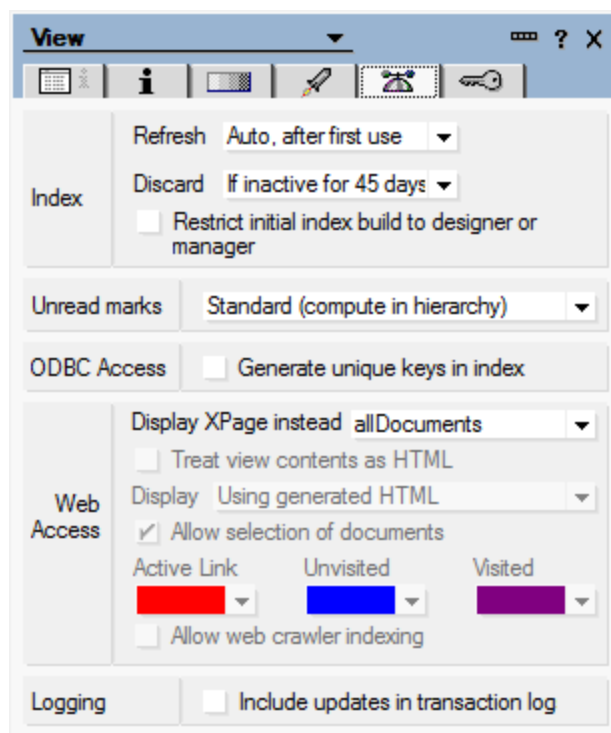 View
? X
i
Refresh Auto, after first use
Index
Discard If inactive for 45 days
Restrict initial index build to designer or
manager
Unread marks Standard (compute in hierarchy)
ODBC Access Generate unique keys in index
Display XPage instead allDocuments
Treat view contents as HTML
Web
Access
Display Using generated HTML
Allow selection of documents
Active Link Unvisited Visited
Allow web crawler indexing
Logging Include updates in transaction log